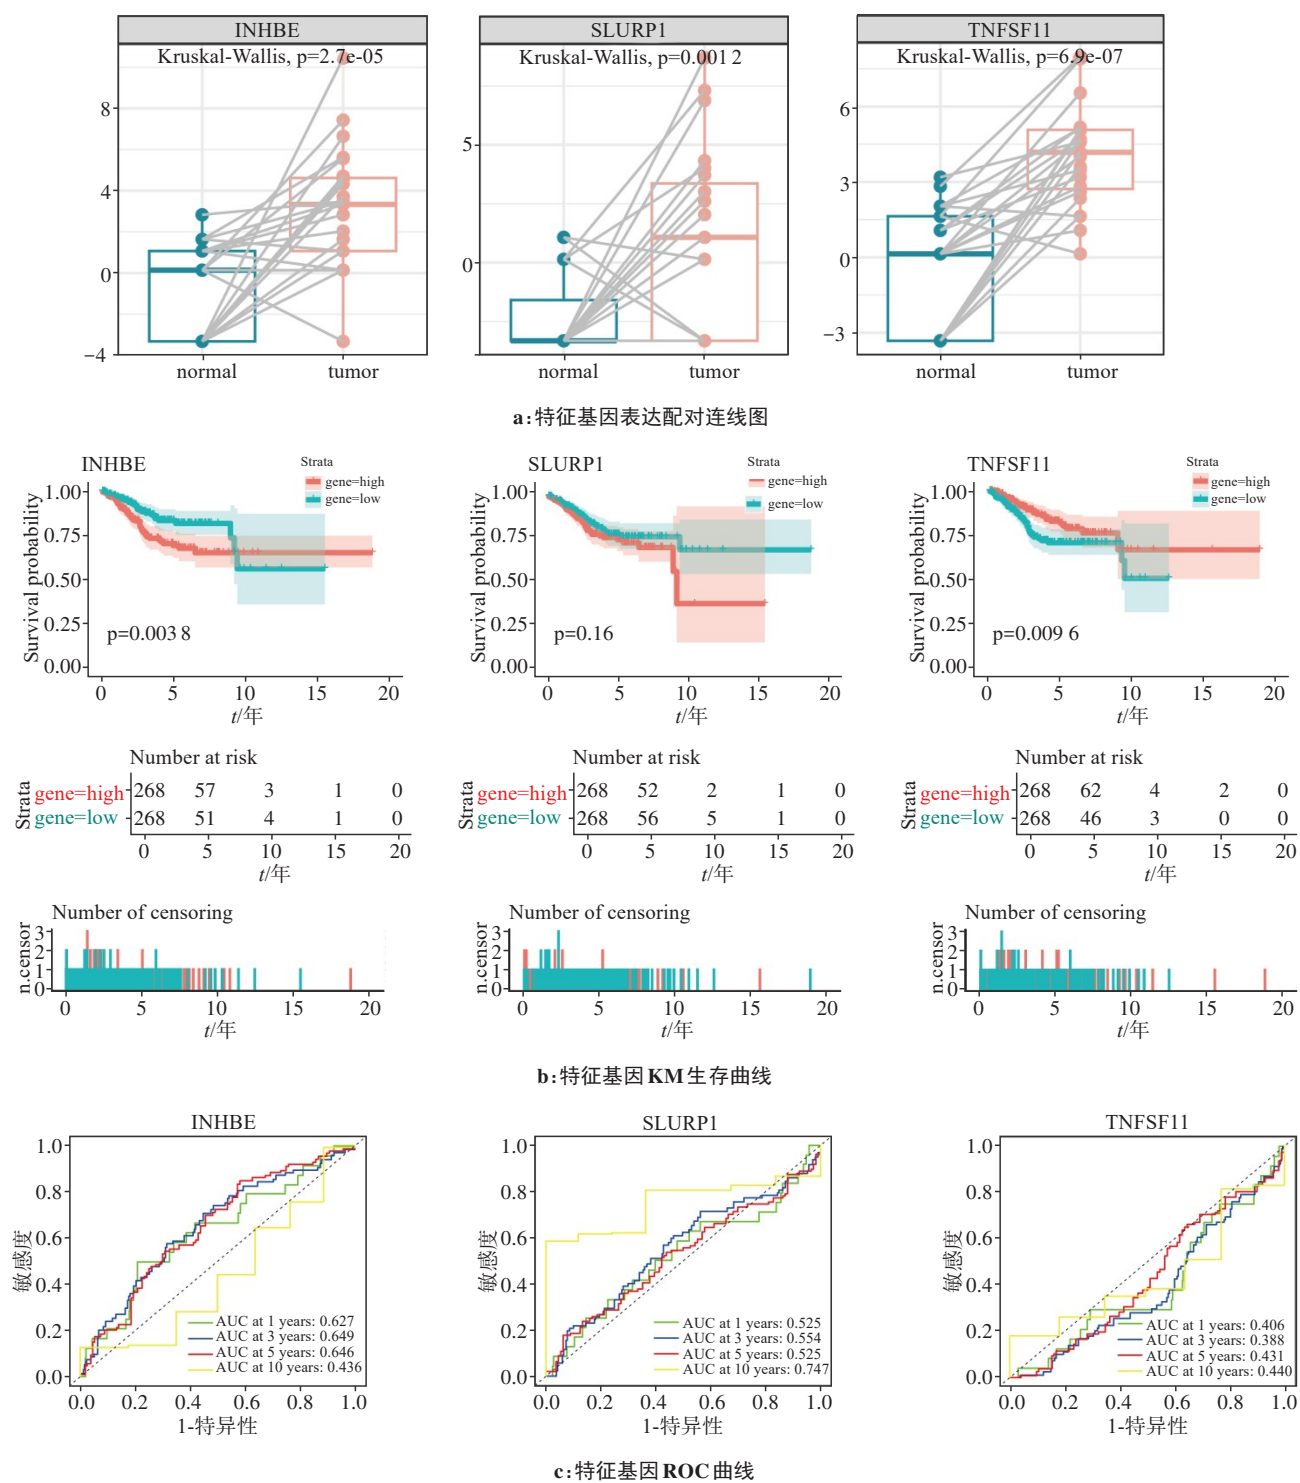 INHBE SLURP1 TNFSF11
Kruskal-Wallis, p=2.7e-05 Kruskal-Wallis, p=0.001 2 Kruskal-Wallis, p=6.9e-07
8 4 0 −4
5 0
6 3 0 −3
normal tumor normal tumor normal tumor
a:特征基因表达配对连线图
INHBE SLURP1 TNFSF11
Strata gene=high gene=low
Strata gene=high gene=low
Strata gene=high gene=low
Survival probability 1.00 0.75 0.50 0.25 0.00
p=0.003 8
Survival probability 1.00 0.75 0.50 0.25 0.00
p=0.16
Survival probability 1.00 0.75 0.50 0.25 0.00
p=0.009 6
0 5 10 15 20 0 5 10 15 20 0 5 10 15 20
t/年 t/年 t/年
Number at risk Number at risk Number at risk
Strata gene=high 268 57 3 1 0 Strata gene=high 268 52 2 1 0 Strata gene=high 268 62 4 2 0
gene=low 268 51 4 1 0 gene=low 268 56 5 1 0 gene=low 268 46 3 0 0
0 5 10 15 20 0 5 10 15 20 0 5 10 15 20
t/年 t/年 t/年
Number of censoring Number of censoring Number of censoring
n.censor 3 2 1 0 n.censor 3 2 1 0 n.censor 3 2 1 0
0 5 10 15 20 0 5 10 15 20 0 5 10 15 20
t/年 t/年 t/年
b:特征基因KM生存曲线
INHBE SLURP1 TNFSF11
敏感度 1.0 0.8 0.6 0.4 0.2 0.0
AUC at 1 years: 0.627
AUC at 3 years: 0.649
AUC at 5 years: 0.646
AUC at 10 years: 0.436
敏感度 1.0 0.8 0.6 0.4 0.2 0.0
AUC at 1 years: 0.525
AUC at 3 years: 0.554
AUC at 5 years: 0.525
AUC at 10 years: 0.747
敏感度 1.0 0.8 0.6 0.4 0.2 0.0
AUC at 1 years: 0.406
AUC at 3 years: 0.388
AUC at 5 years: 0.431
AUC at 10 years: 0.440
0.0 0.2 0.4 0.6 0.8 1.0 0.0 0.2 0.4 0.6 0.8 1.0 0.0 0.2 0.4 0.6 0.8 1.0
1-特异性 1-特异性 1-特异性
c:特征基因ROC曲线